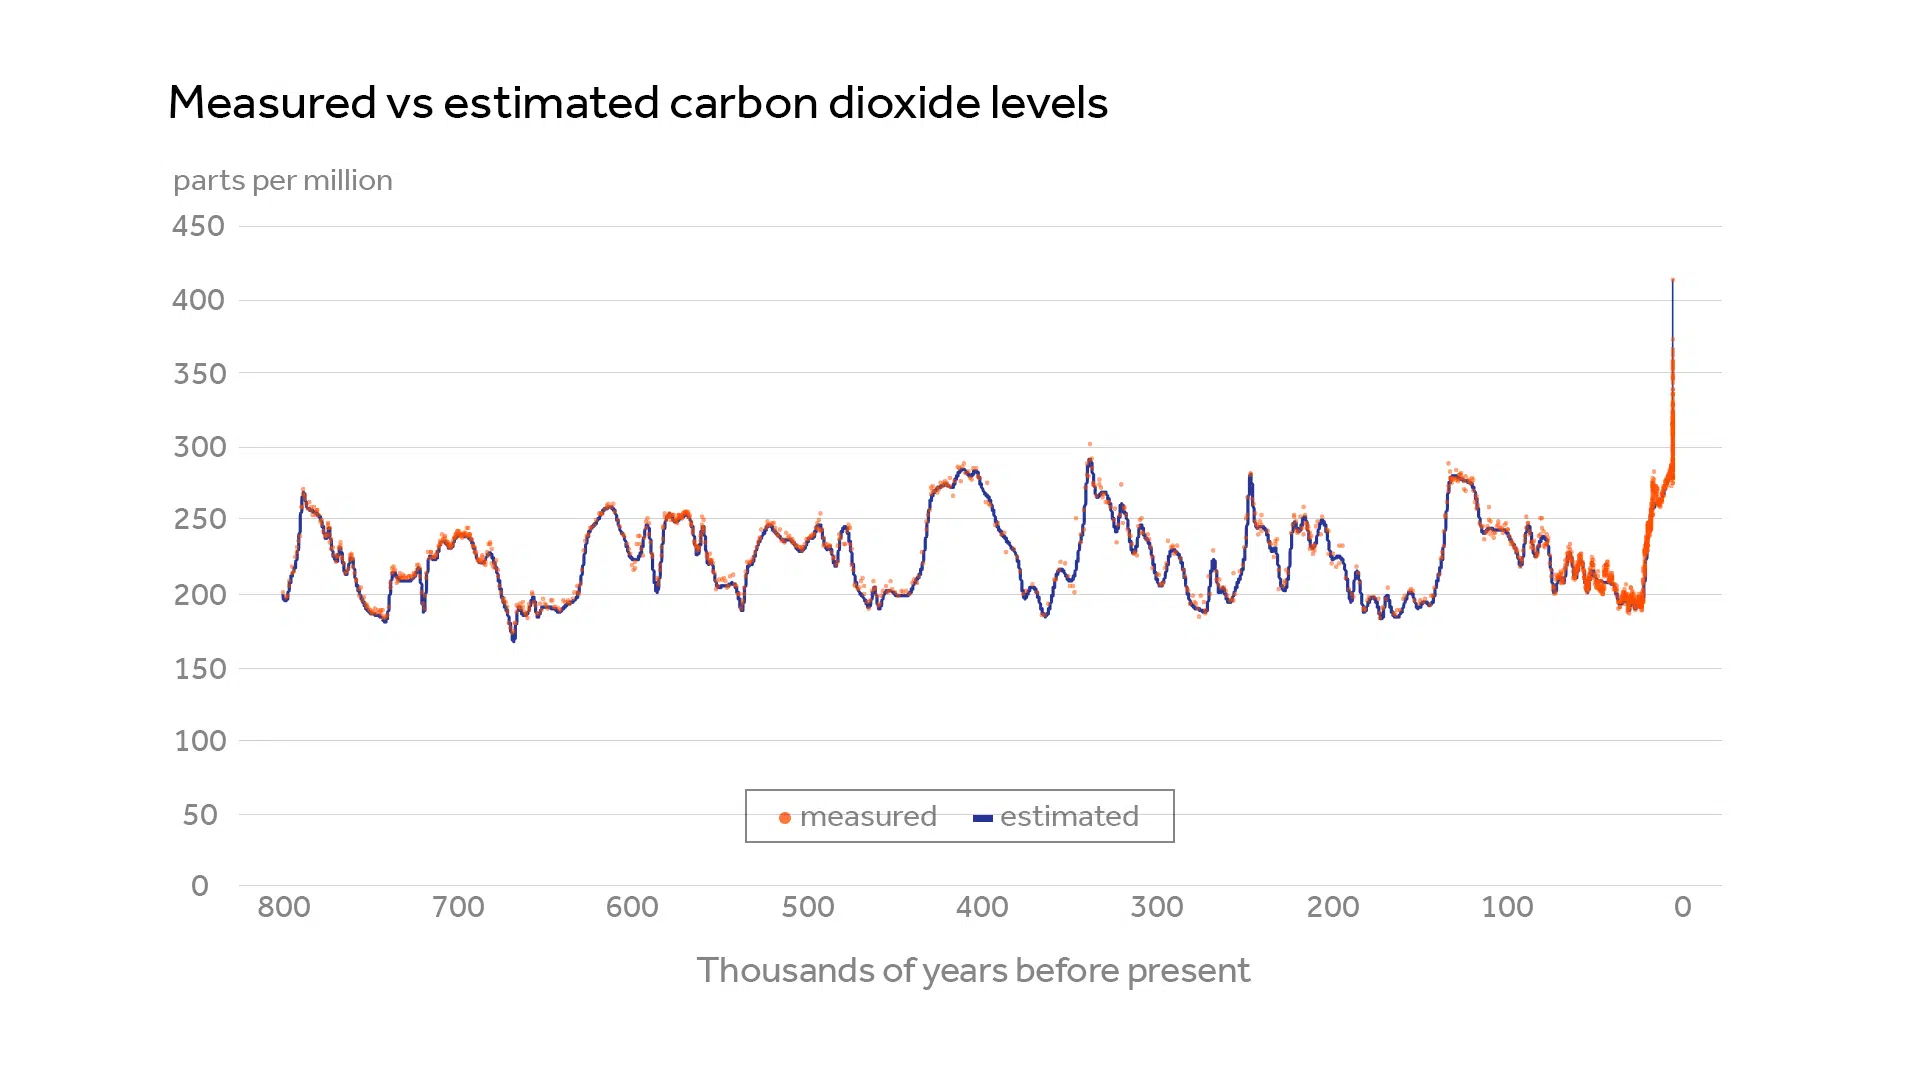 Measured vs estimated carbon dioxide levels
parts per million
450
400
350
300
250
200
150
100
50
0
measured estimated
800 700 600 500 400 300 200 100 0
Thousands of years before present